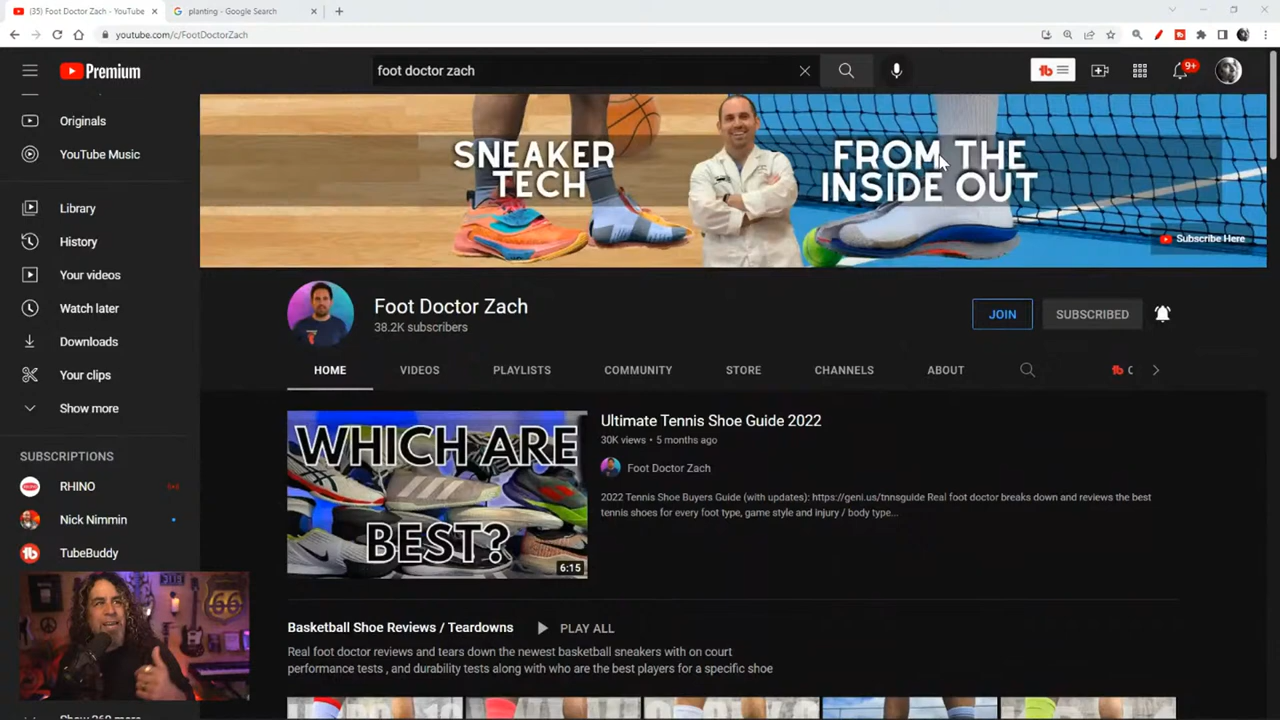 (35) Foot Doctor Zach - YouTube
planting - Google Search
youtube.com/c/FootDoctorZach
Premium
foot doctor zach
9+
Originals
YouTube Music
Library
History
Your videos
Watch later
Downloads
Your clips
Show more
SUBSCRIPTIONS
RHINO
Nick Nimmin
TubeBuddy
SNEAKER
TECH
FROM THE
INSIDE OUT
Subscribe Here
Foot Doctor Zach
38.2K subscribers
JOIN
SUBSCRIBED
HOME
VIDEOS
PLAYLISTS
COMMUNITY
STORE
CHANNELS
ABOUT
WHICH ARE
BEST?
6:15
Ultimate Tennis Shoe Guide 2022
30K views • 5 months ago
Foot Doctor Zach
2022 Tennis Shoe Buyers Guide (with updates): https://geni.us/tnnsguide Real foot doctor breaks down and reviews the best
tennis shoes for every foot type, game style and injury / body type...
Basketball Shoe Reviews / Teardowns
PLAY ALL
Real foot doctor reviews and tears down the newest basketball sneakers with on court
performance tests , and durability tests along with who are the best players for a specific shoe
66